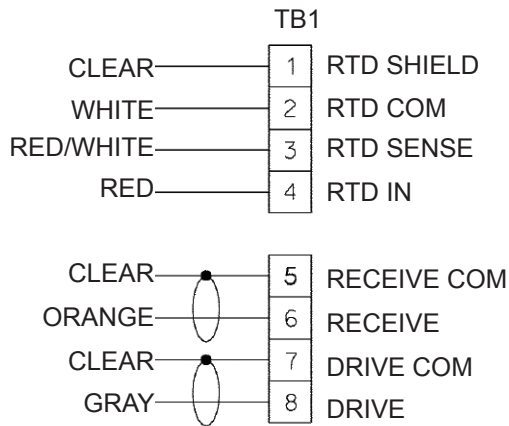 TB1
CLEAR 1 RTD SHIELD
WHITE 2 RTD COM
RED/WHITE 3 RTD SENSE
RED 4 RTD IN
CLEAR 5 RECEIVE COM
ORANGE 6 RECEIVE
CLEAR 7 DRIVE COM
GRAY 8 DRIVE